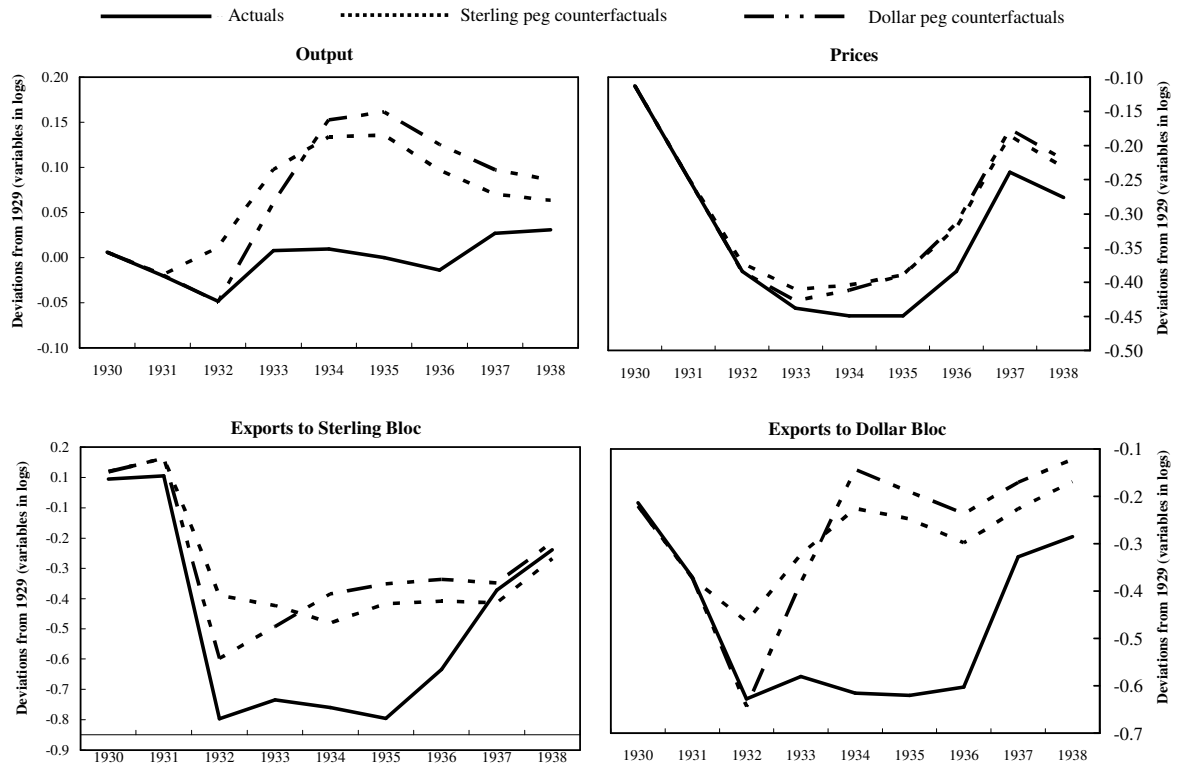 Actuals Sterling peg counterfactuals Dollar peg counterfactuals
Output
Deviations from 1929 (variables in logs)
0.20
0.15
0.10
0.05
0.00
-0.05
-0.10
1930 1931 1932 1933 1934 1935 1936 1937 1938
Prices
-0.10
-0.15
-0.20
-0.25
-0.30
-0.35
-0.40
-0.45
-0.50
Deviations from 1929 (variables in logs)
1930 1931 1932 1933 1934 1935 1936 1937 1938
Exports to Sterling Bloc
Deviations from 1929 (variables in logs)
0.2
0.1
-0.1
-0.2
-0.3
-0.4
-0.5
-0.6
-0.7
-0.8
-0.9
1930 1931 1932 1933 1934 1935 1936 1937 1938
Exports to Dollar Bloc
-0.1
-0.2
-0.3
-0.4
-0.5
-0.6
-0.7
Deviations from 1929 (variables in logs)
1930 1931 1932 1933 1934 1935 1936 1937 1938